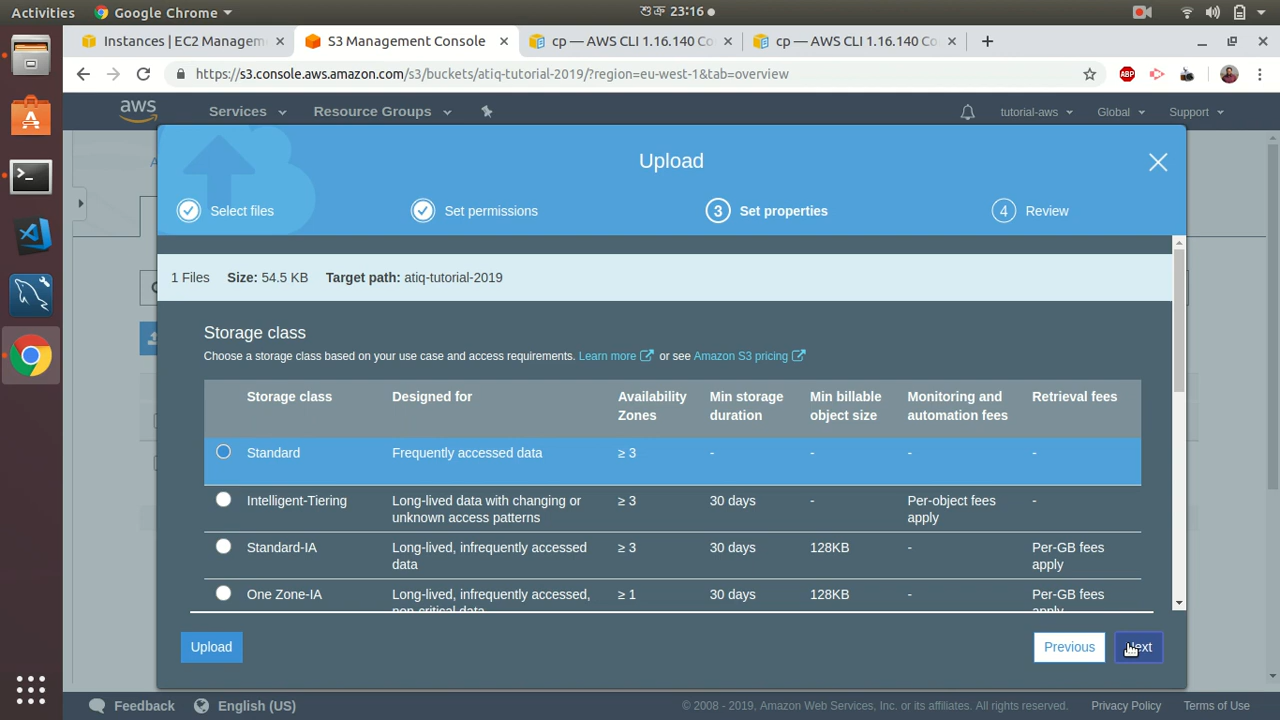 Activities
Google Chrome
শুক্র 23:16
Instances | EC2 Managem
S3 Management Console
cp — AWS CLI 1.16.140 Co
cp — AWS CLI 1.16.140 Co
https://s3.console.aws.amazon.com/s3/buckets/atiq-tutorial-2019/?region=eu-west-1&tab=overview
ABP
aws
Services
Resource Groups
tutorial-aws
Global
Support
Upload
Select files
Set permissions
3 Set properties
4 Review
1 Files Size: 54.5 KB Target path: atiq-tutorial-2019
Storage class
Choose a storage class based on your use case and access requirements. Learn more or see Amazon S3 pricing
Storage class Designed for Availability Zones Min storage duration Min billable object size Monitoring and automation fees Retrieval fees
Standard Frequently accessed data ≥ 3 - - - -
Intelligent-Tiering Long-lived data with changing or unknown access patterns ≥ 3 30 days - Per-object fees apply -
Standard-IA Long-lived, infrequently accessed data ≥ 3 30 days 128KB - Per-GB fees apply
One Zone-IA Long-lived, infrequently accessed, non-critical data ≥ 1 30 days 128KB - Per-GB fees apply
Upload
Previous
Next
Feedback
English (US)
© 2008 - 2019, Amazon Web Services, Inc. or its affiliates. All rights reserved.
Privacy Policy
Terms of Use